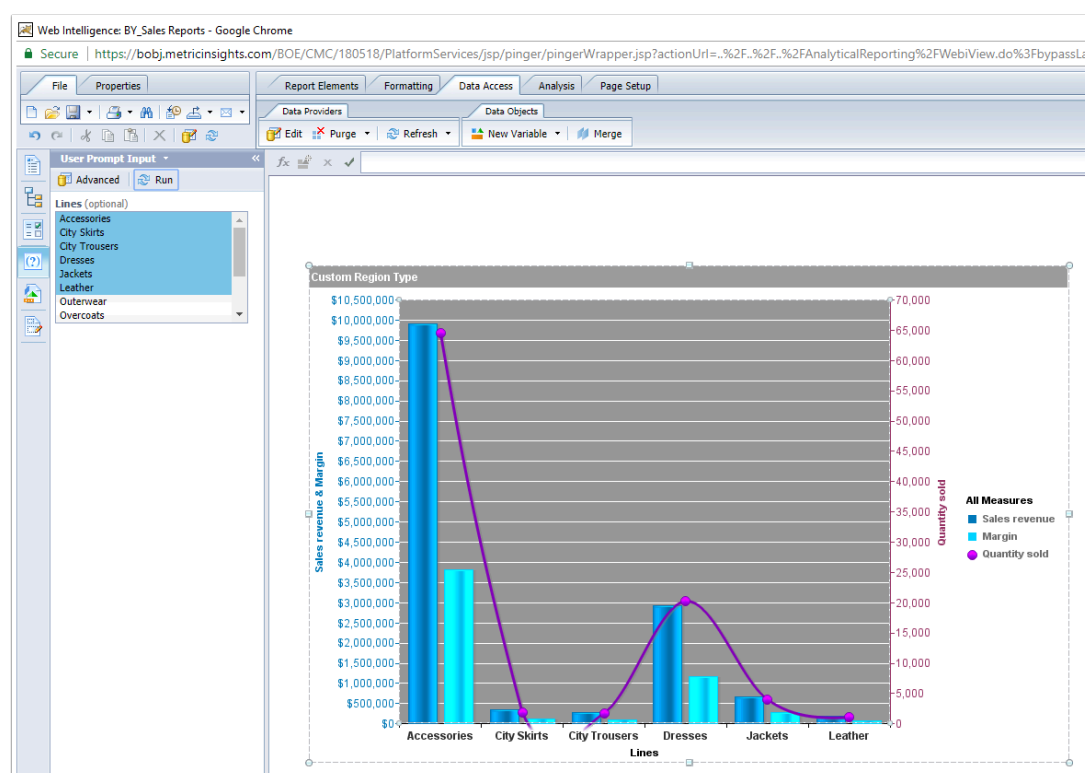 Web Intelligence: BY_Sales Reports - Google Chrome
Secure | https://bobj.metricinsights.com/BOE/CMC/180518/PlatformServices/jsp/pinger/pingerWrapper.jsp?actionUrl=..%2F..%2F..%2FAnalyticalReporting%2FWebiView.do%3FbypassLa
File Properties Report Elements Formatting Data Access Analysis Page Setup
Data Providers Data Objects
Edit Purge Refresh New Variable Merge
User Prompt Input
fx
Advanced Run
Lines (optional)
Accessories
City Skirts
City Trousers
Dresses
Jackets
Leather
Outerwear
Overcoats
Custom Region Type
$10,500,000
$10,000,000
$9,500,000
$9,000,000
$8,500,000
$8,000,000
$7,500,000
$7,000,000
$6,500,000
$6,000,000
$5,500,000
$5,000,000
$4,500,000
$4,000,000
$3,500,000
$3,000,000
$2,500,000
$2,000,000
$1,500,000
$1,000,000
$500,000
$0
Sales revenue & Margin
70,000
65,000
60,000
55,000
50,000
45,000
40,000
35,000
30,000
25,000
20,000
15,000
10,000
5,000
0
Quantity sold
All Measures
Sales revenue
Margin
Quantity sold
Accessories City Skirts City Trousers Dresses Jackets Leather
Lines